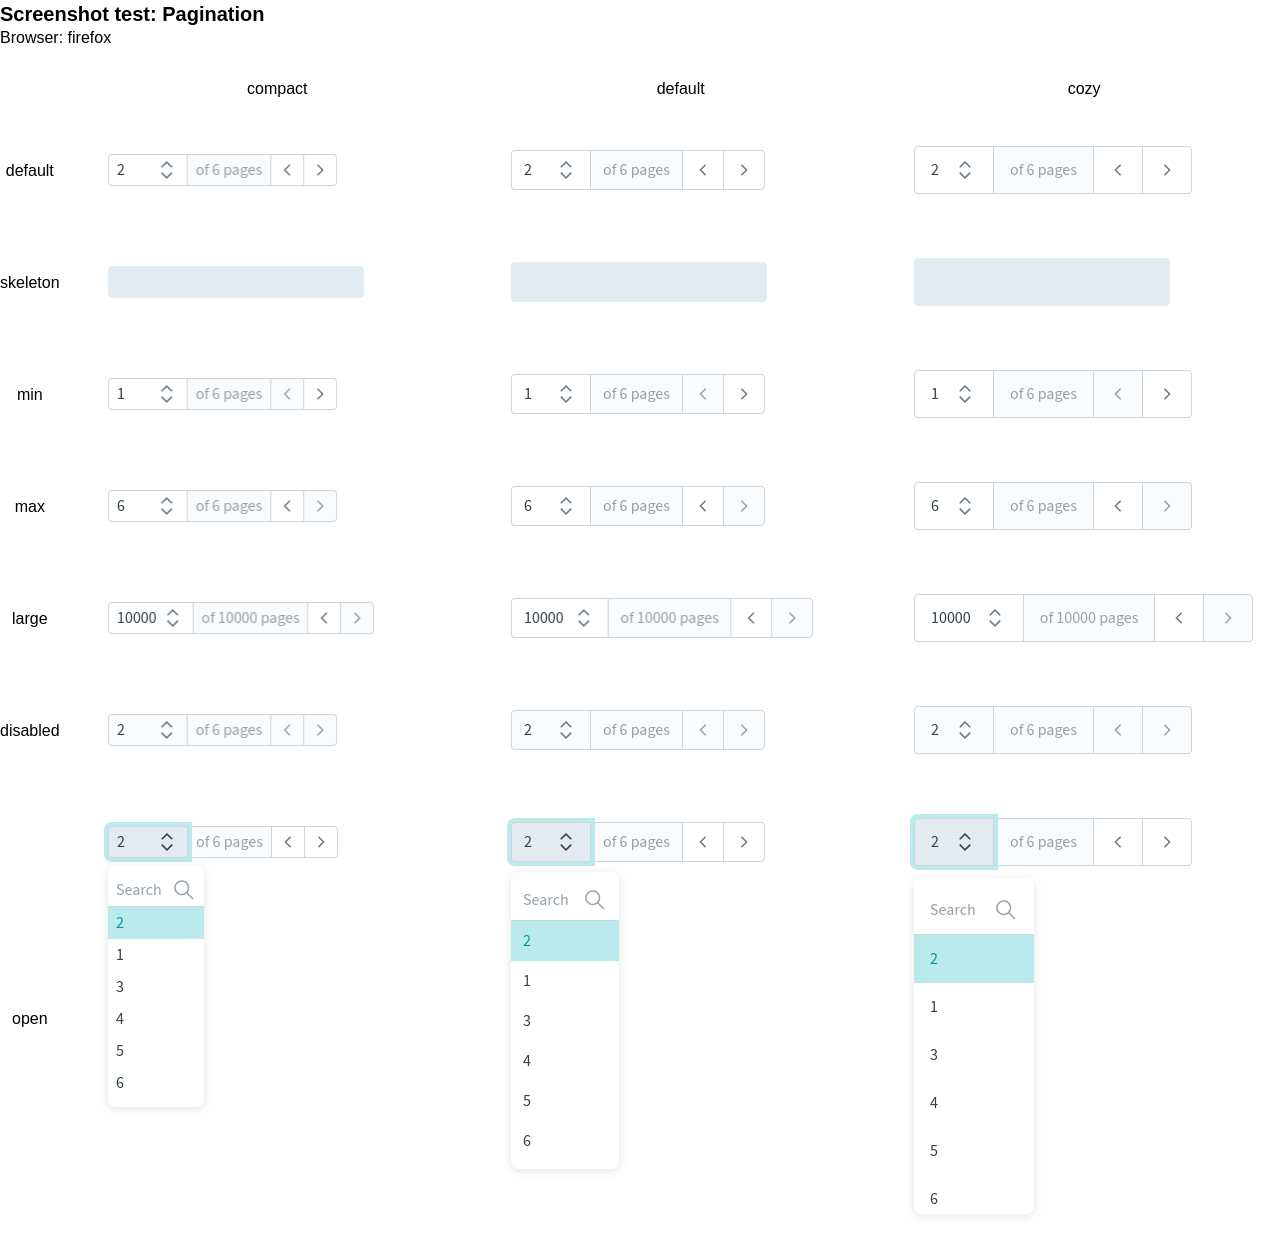 Screenshot test: Pagination
Browser: firefox
compact default cozy
default 2 of 6 pages 2 of 6 pages 2 of 6 pages
skeleton
min 1 of 6 pages 1 of 6 pages 1 of 6 pages
max 6 of 6 pages 6 of 6 pages 6 of 6 pages
large 10000 of 10000 pages 10000 of 10000 pages 10000 of 10000 pages
disabled 2 of 6 pages 2 of 6 pages 2 of 6 pages
open
2 of 6 pages
Search
2
1
3
4
5
6
2 of 6 pages
Search
2
1
3
4
5
6
2 of 6 pages
Search
2
1
3
4
5
6